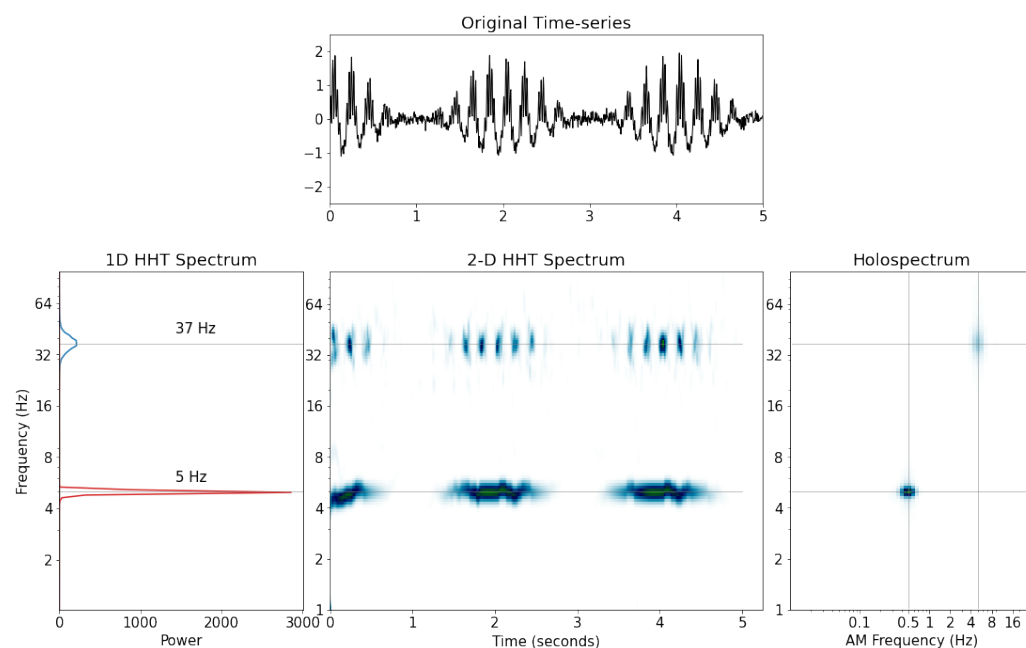 Original Time-series
2
1
0
−1
−2
0 1 2 3 4 5
1D HHT Spectrum
64
32
16
8
4
2
37 Hz
5 Hz
Frequency (Hz)
0 1000 2000 3000
Power
2-D HHT Spectrum
64
32
16
8
4
2
1
0 1 2 3 4 5
Time (seconds)
Holospectrum
64
32
16
8
4
2
1
0.1 0.5 1 2 4 8 16
AM Frequency (Hz)